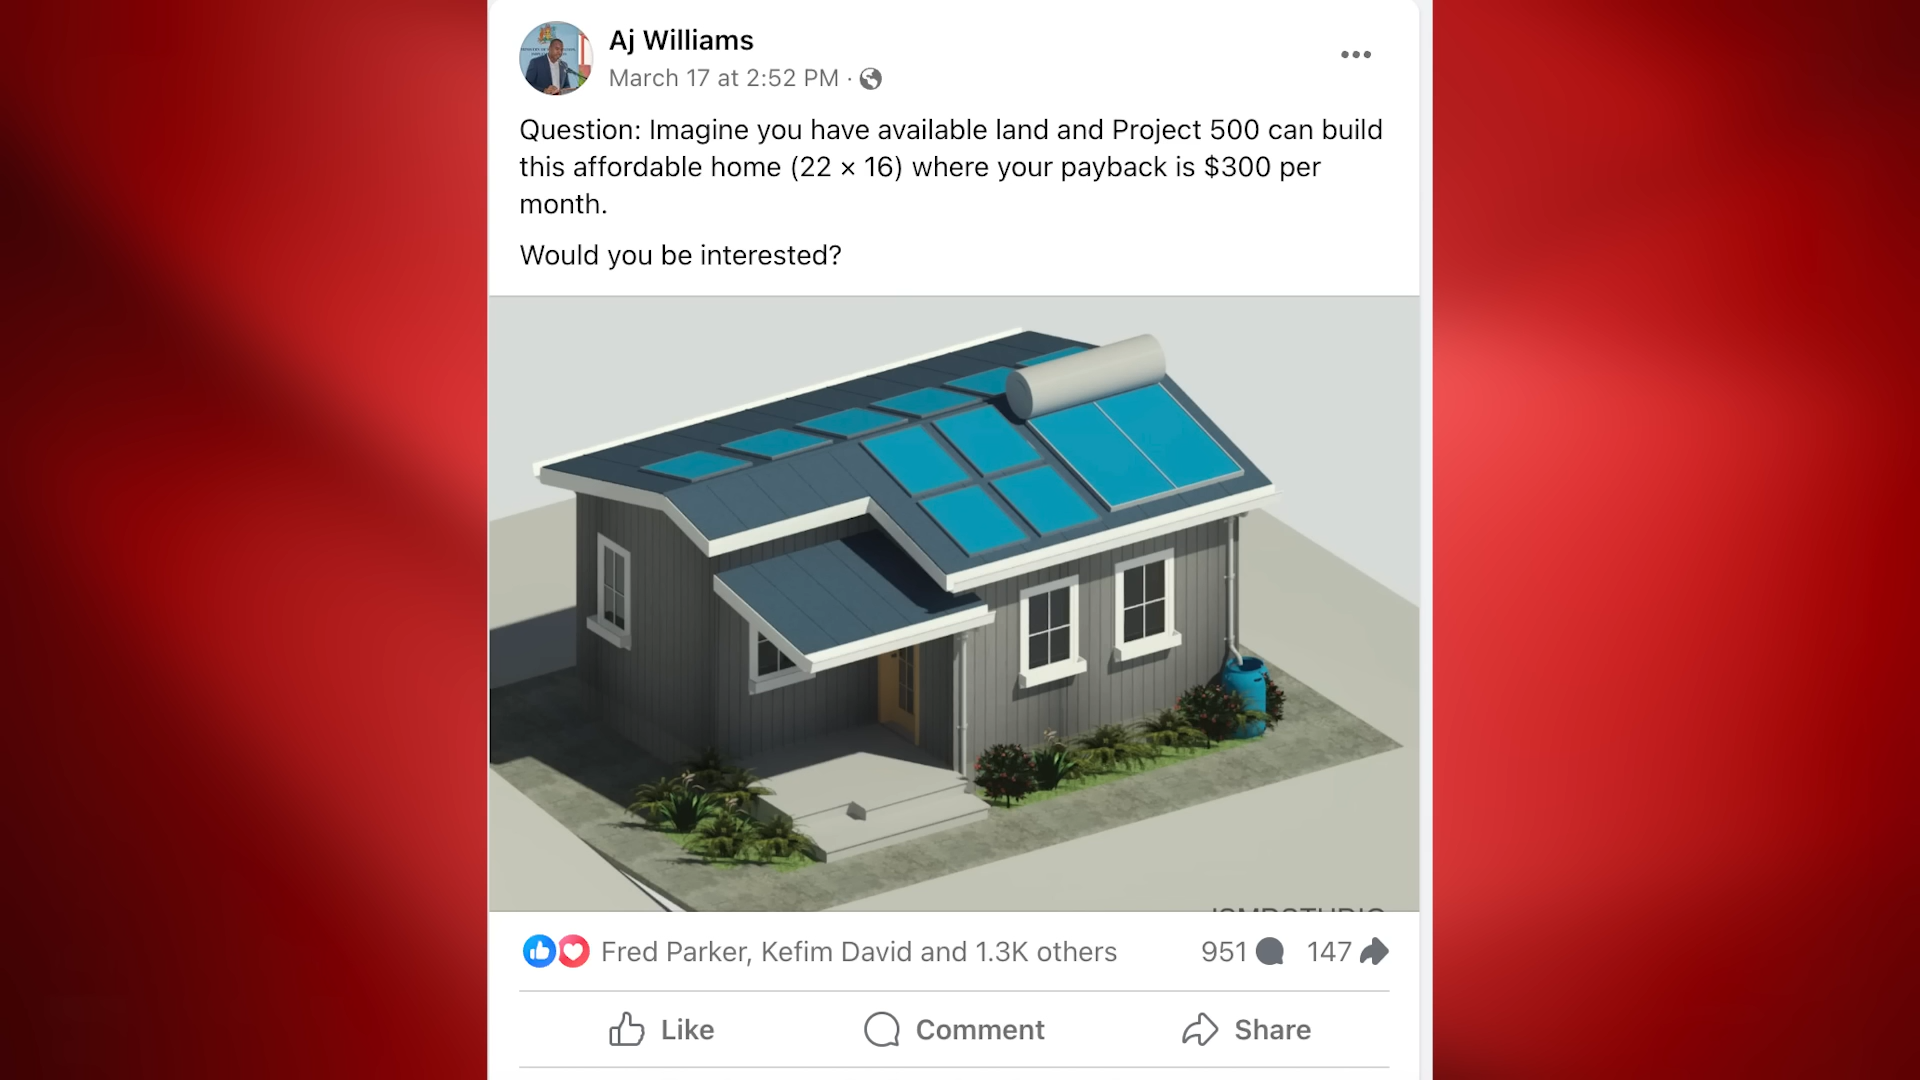 Aj Williams
March 17 at 2:52 PM ·
Question: Imagine you have available land and Project 500 can build
this affordable home (22 × 16) where your payback is $300 per
month.
Would you be interested?
Fred Parker, Kefim David and 1.3K others 951 147
Like Comment Share